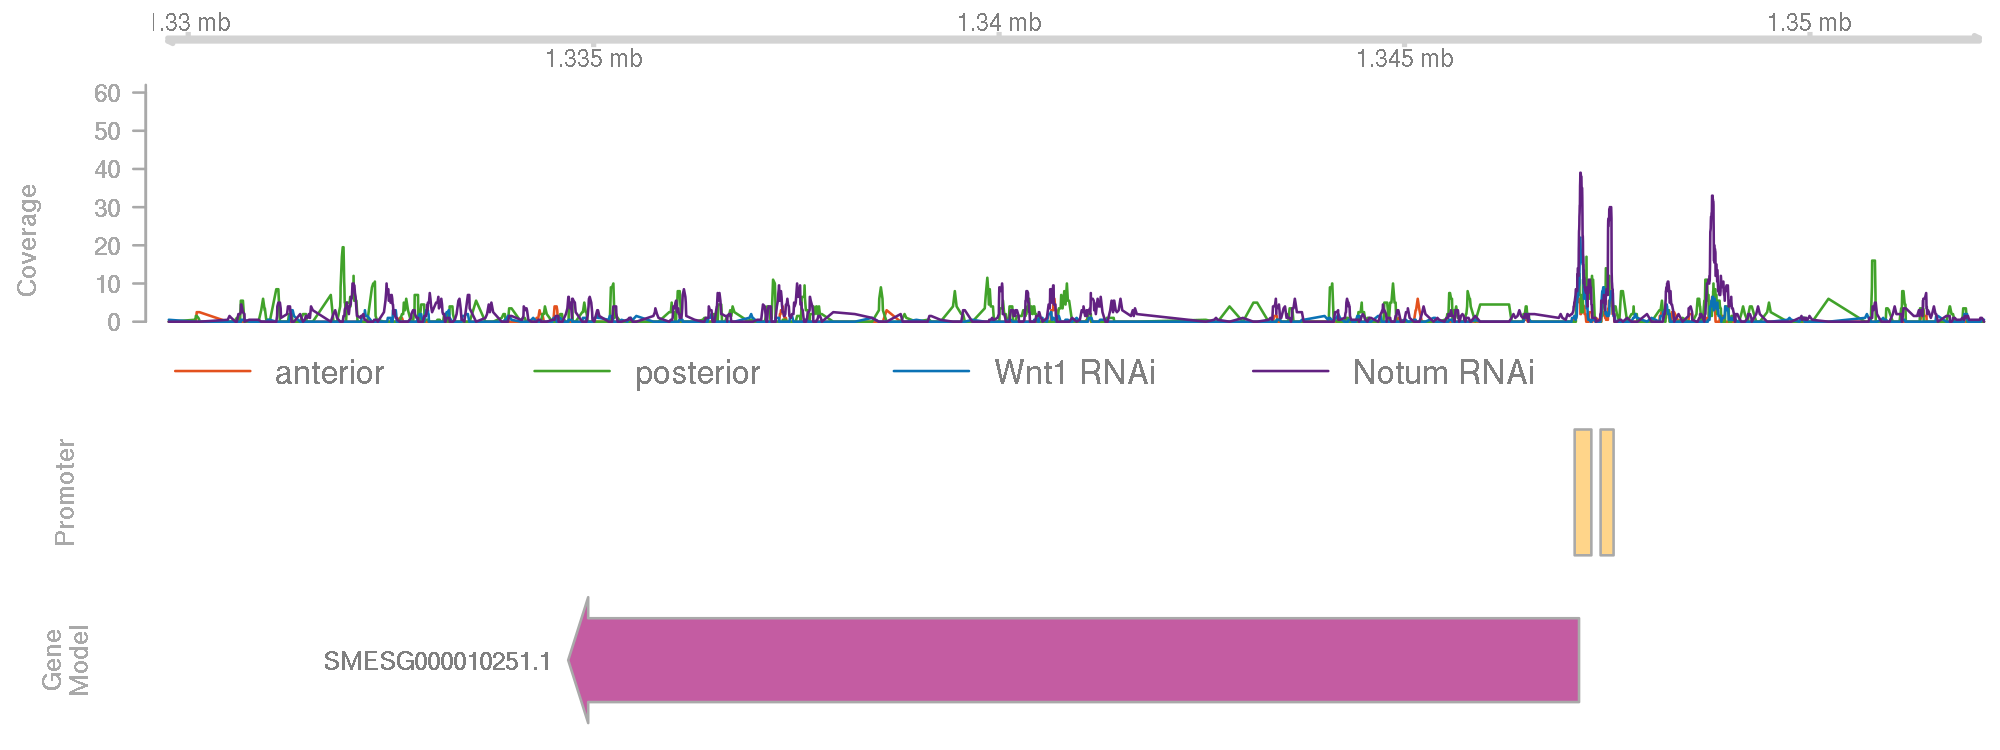 1.33 mb
1.34 mb
1.35 mb
1.335 mb
1.345 mb
Coverage
60
50
40
30
20
10
0
anterior
posterior
Wnt1 RNAi
Notum RNAi
Promoter
Gene
Model
SMESG000010251.1